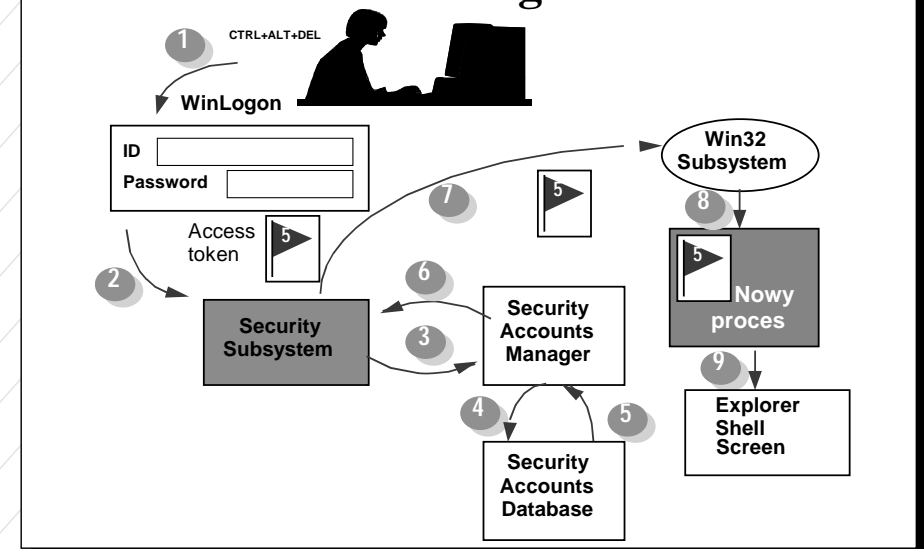 g
1
CTRL+ALT+DEL
WinLogon
ID
Password
Win32
Subsystem
7
5
8
Access
token
5
5
2
6
Nowy
proces
Security
Subsystem
3
Security
Accounts
Manager
9
4
5
Explorer
Shell
Screen
Security
Accounts
Database